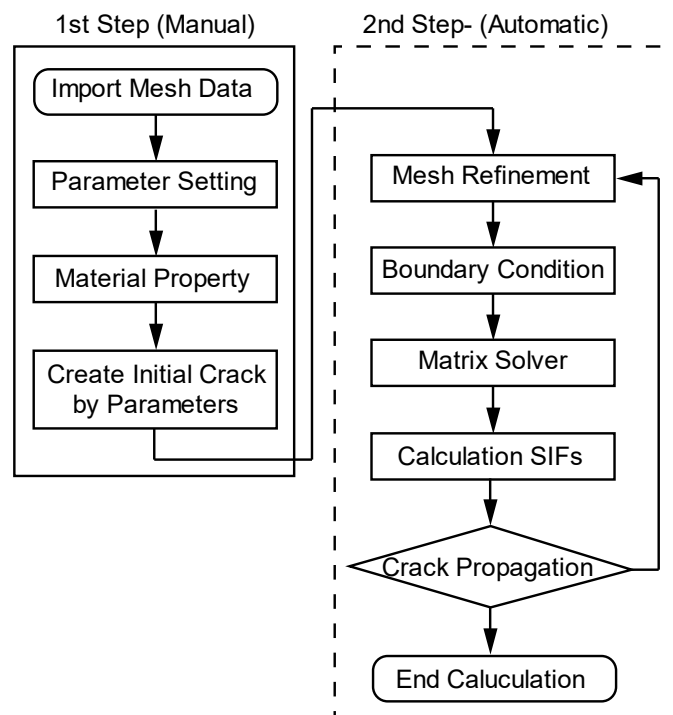 1st Step (Manual)
Import Mesh Data
Parameter Setting
Material Property
Create Initial Crack
by Parameters
2nd Step- (Automatic)
Mesh Refinement
Boundary Condition
Matrix Solver
Calculation SIFs
Crack Propagation
End Caluculation